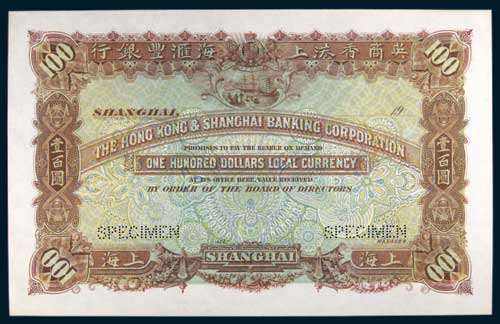 100 行銀豐滙海上港香商英 100
SHANGHAI, 19
THE HONG KONG & SHANGHAI BANKING CORPORATION
PROMISES TO PAY THE BEARER ON DEMAND
ONE HUNDRED DOLLARS LOCAL CURRENCY
AT ITS OFFICE HERE, VALUE RECEIVED
BY ORDER OF THE BOARD OF DIRECTORS
壹百圓 壹百圓
SPECIMEN SPECIMEN
MANAGER
100 海上 SHANGHAI 海上 100